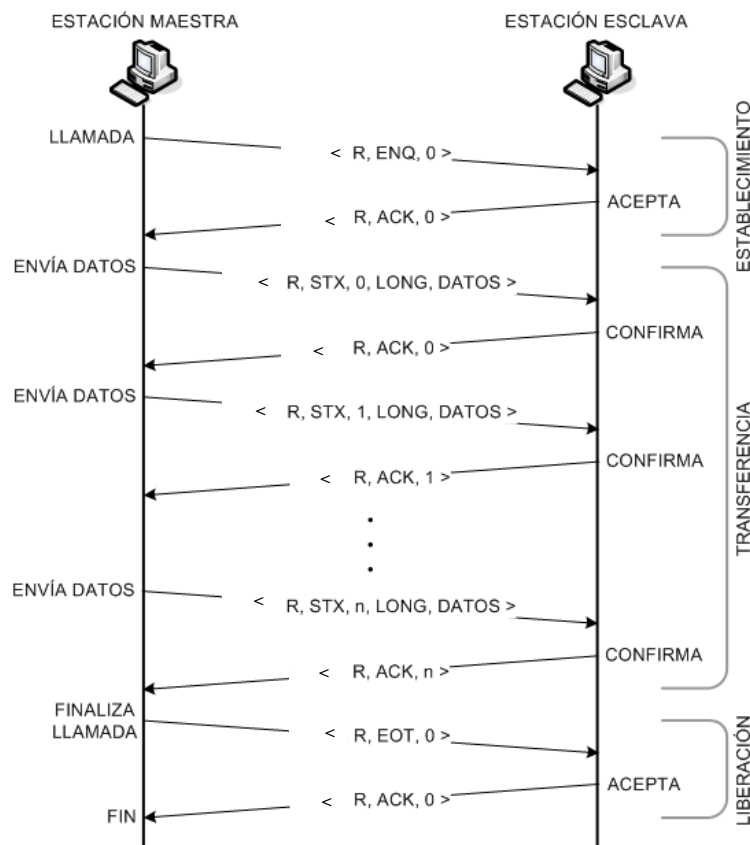 ESTACIÓN MAESTRA
ESTACIÓN ESCLAVA
LLAMADA
< R, ENQ, 0 >
ACEPTA
< R, ACK, 0 >
ESTABLECIMIENTO
ENVÍA DATOS
< R, STX, 0, LONG, DATOS >
CONFIRMA
< R, ACK, 0 >
ENVÍA DATOS
< R, STX, 1, LONG, DATOS >
CONFIRMA
< R, ACK, 1 >
TRANSFERENCIA
ENVÍA DATOS
< R, STX, n, LONG, DATOS >
CONFIRMA
< R, ACK, n >
FINALIZA
LLAMADA
< R, EOT, 0 >
ACEPTA
< R, ACK, 0 >
FIN
LIBERACIÓN